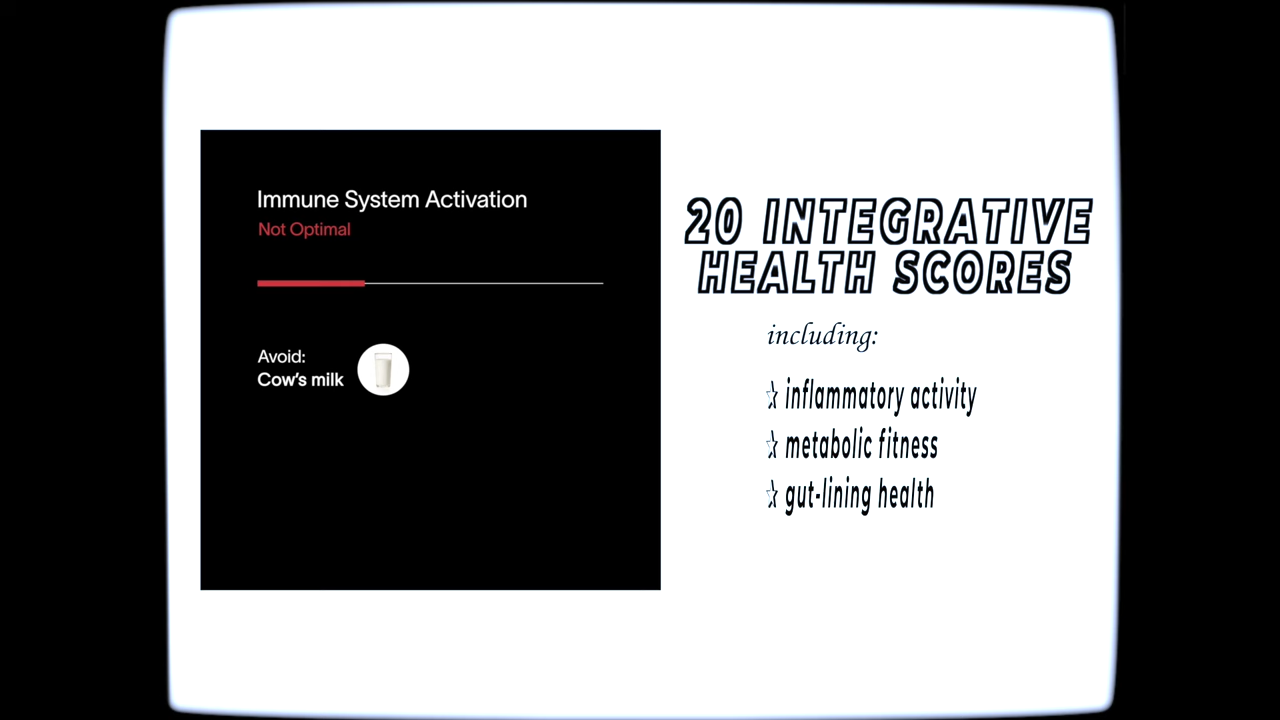 Immune System Activation
Not Optimal
Avoid:
Cow's milk
20 INTEGRATIVE
HEALTH SCORES
including:
inflammatory activity
metabolic fitness
gut-lining health